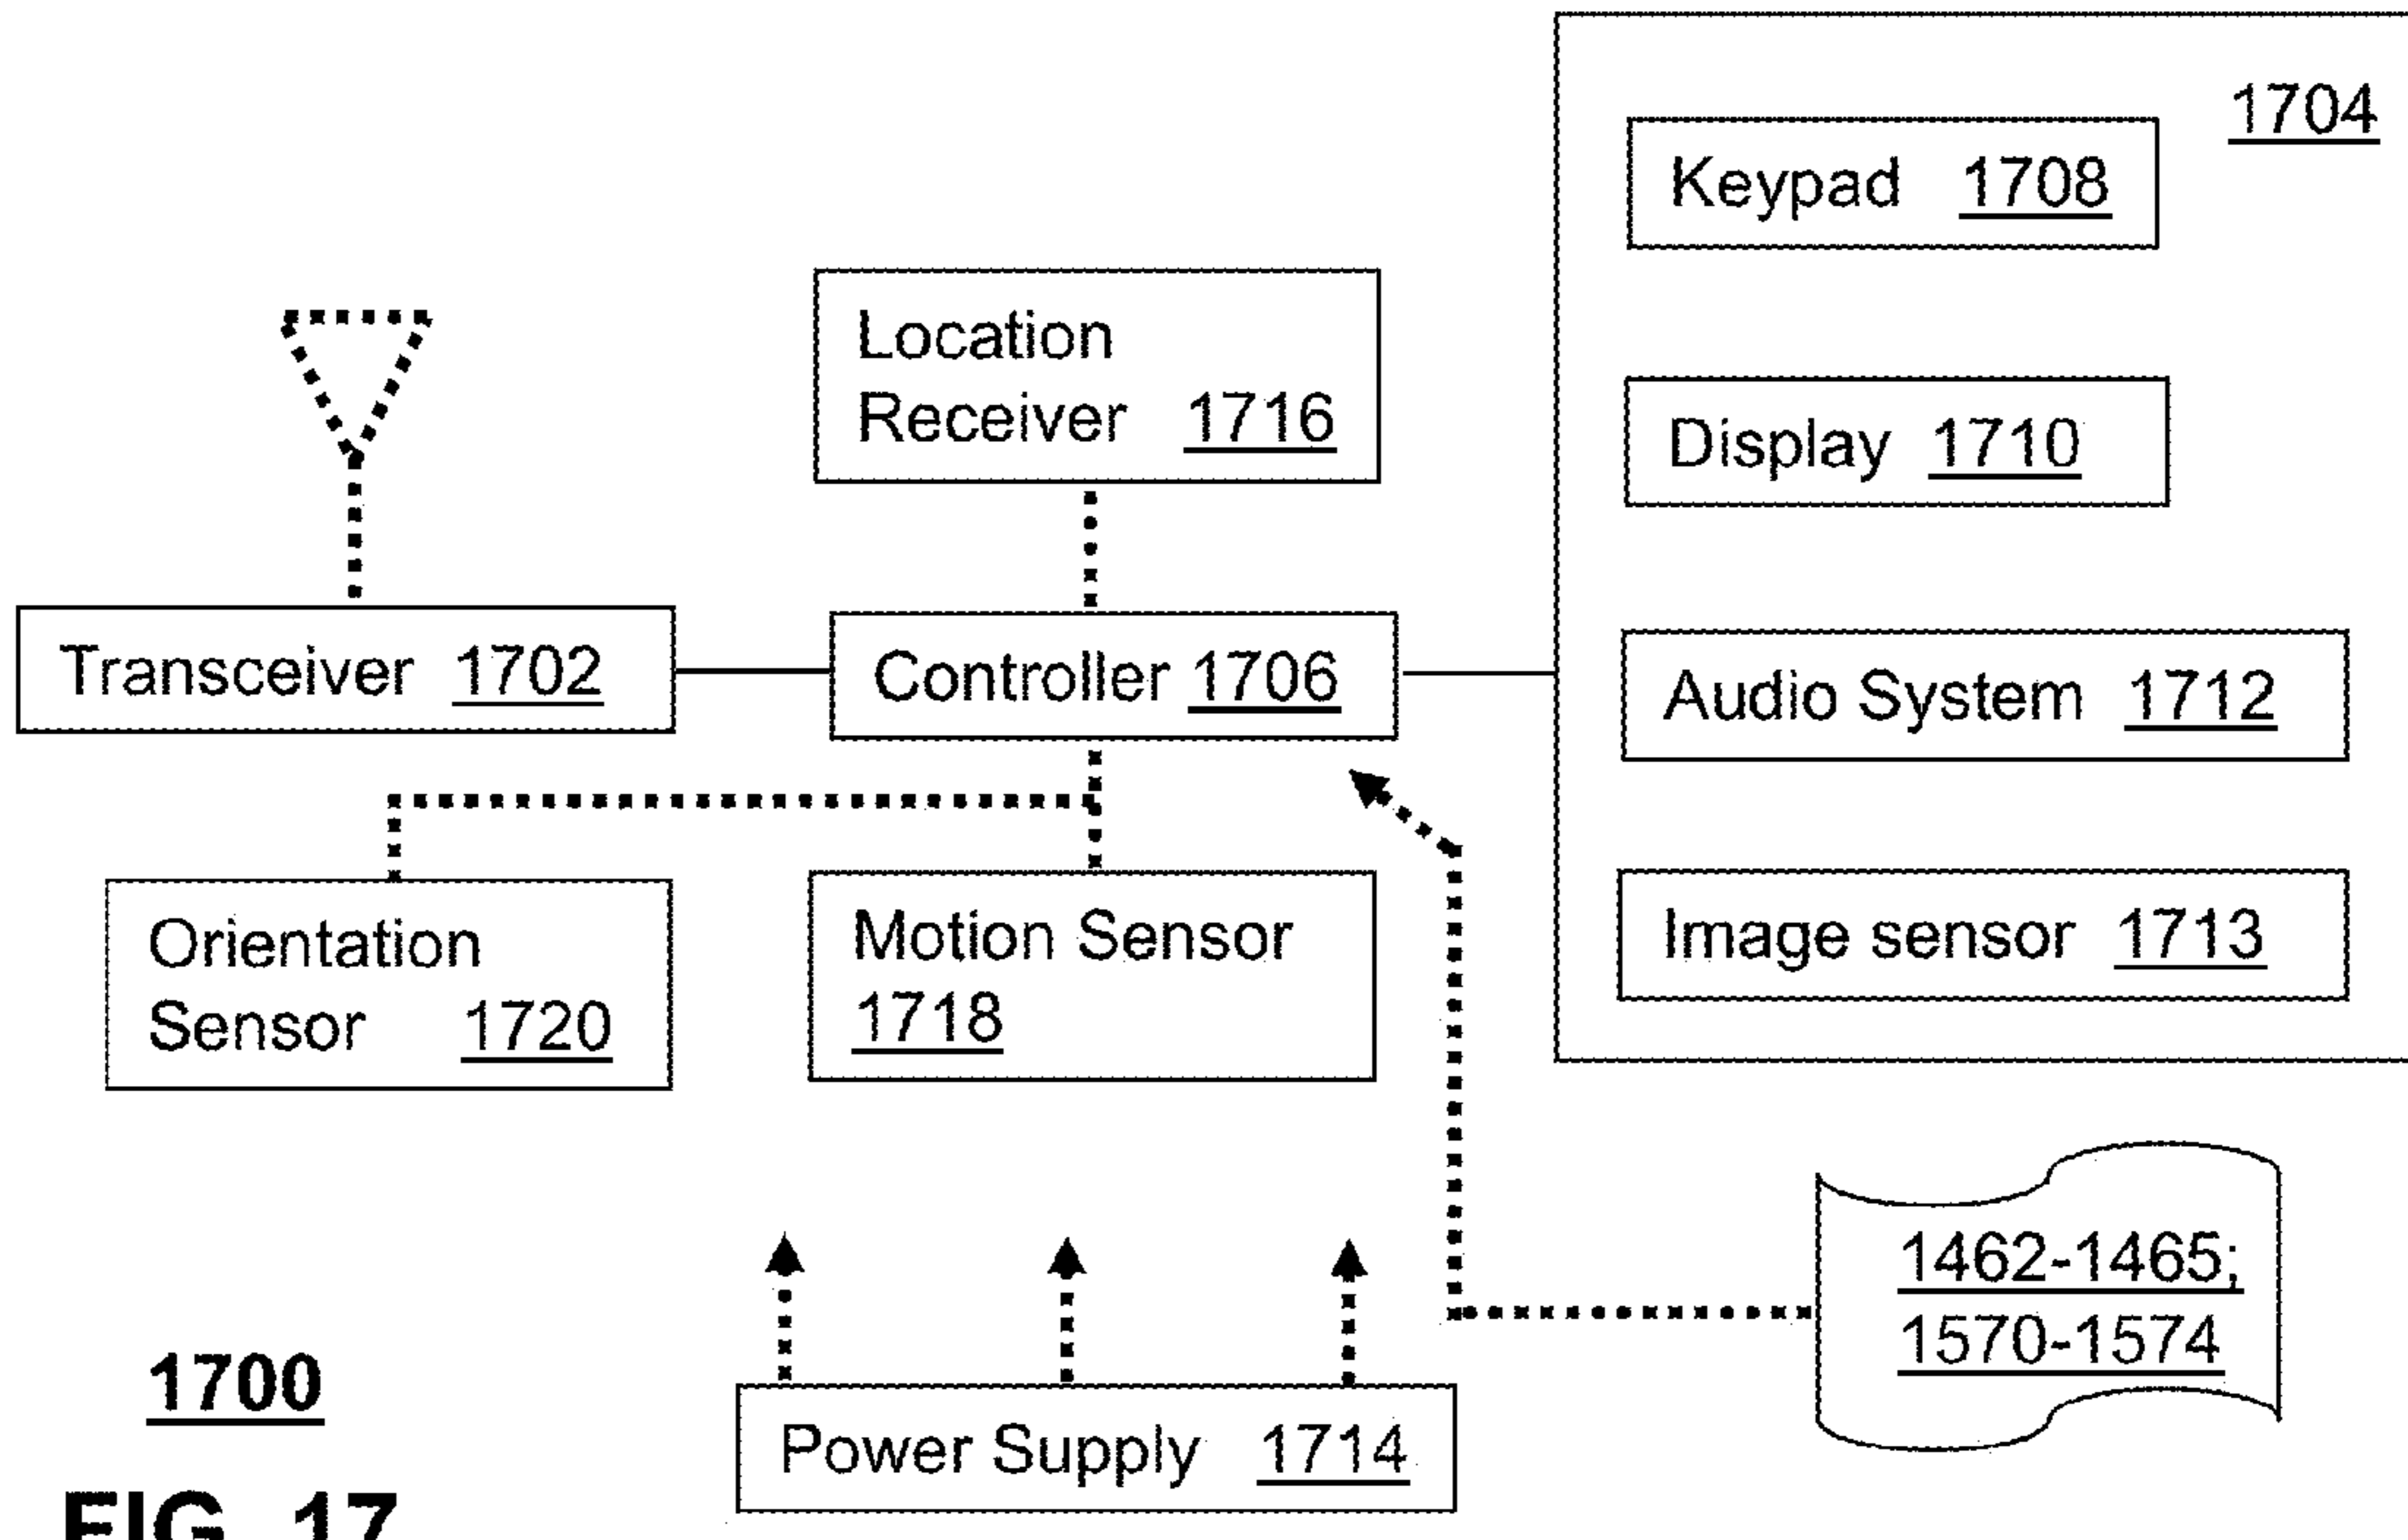 1704
Keypad 1708
Location
Receiver 1716
Display 1710
Transceiver 1702
Controller 1706
Audio System 1712
Orientation
Sensor 1720
Motion Sensor
1718
Image sensor 1713
1462-1465;
1570-1574
Power Supply 1714
1700
FIG. 17